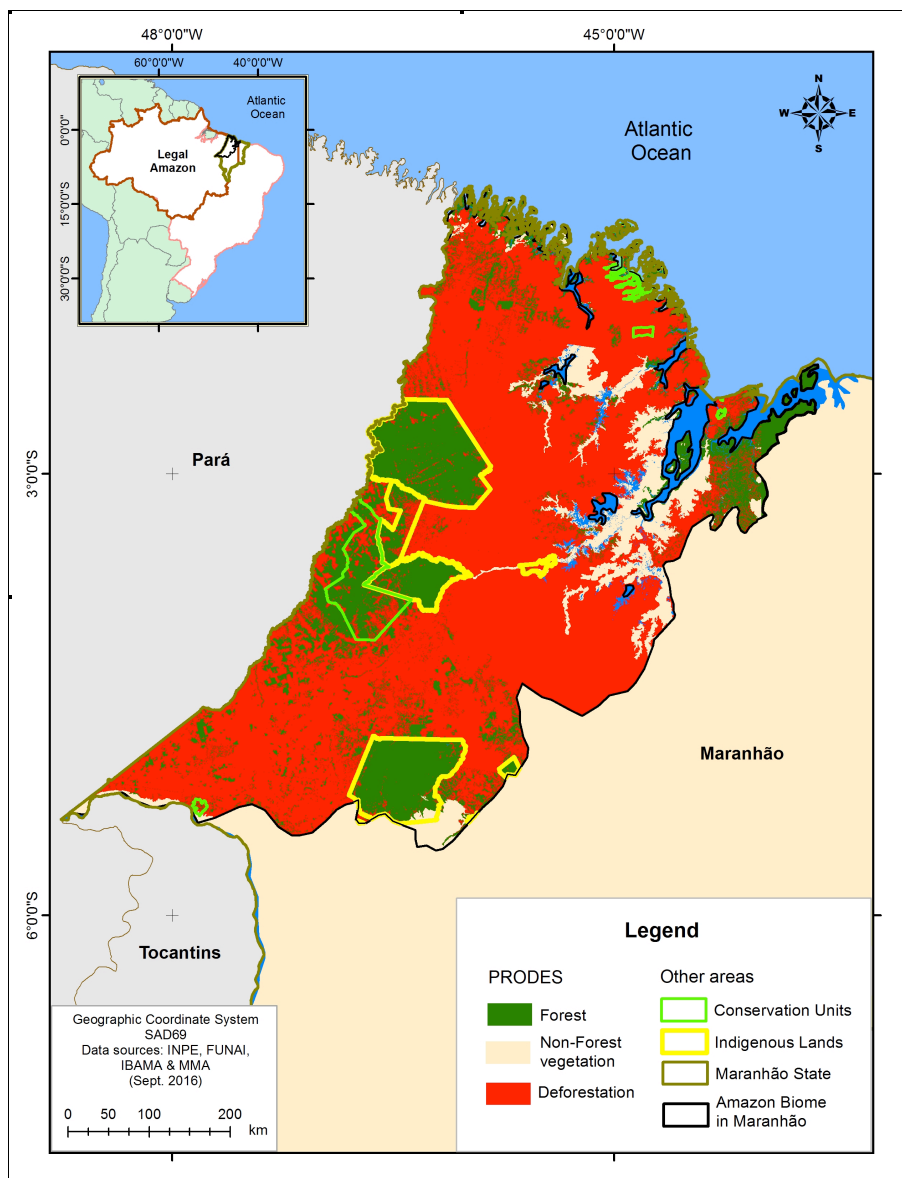 48°0'0"W
45°0'0"W
60°0'0"W
40°0'0"W
Atlantic
Ocean
0°0'0"
15°0'0"S
30°0'0"S
Legal
Amazon
N
W
E
S
Atlantic
Ocean
3°0'0"S
Pará
Maranhão
6°0'0"S
Tocantins
Legend
PRODES
Forest
Non-Forest
vegetation
Deforestation
Other areas
Conservation Units
Indigenous Lands
Maranhão State
Amazon Biome
in Maranhão
Geographic Coordinate System
SAD69
Data sources: INPE, FUNAI,
IBAMA & MMA
(Sept. 2016)
0 50 100 150 200
km